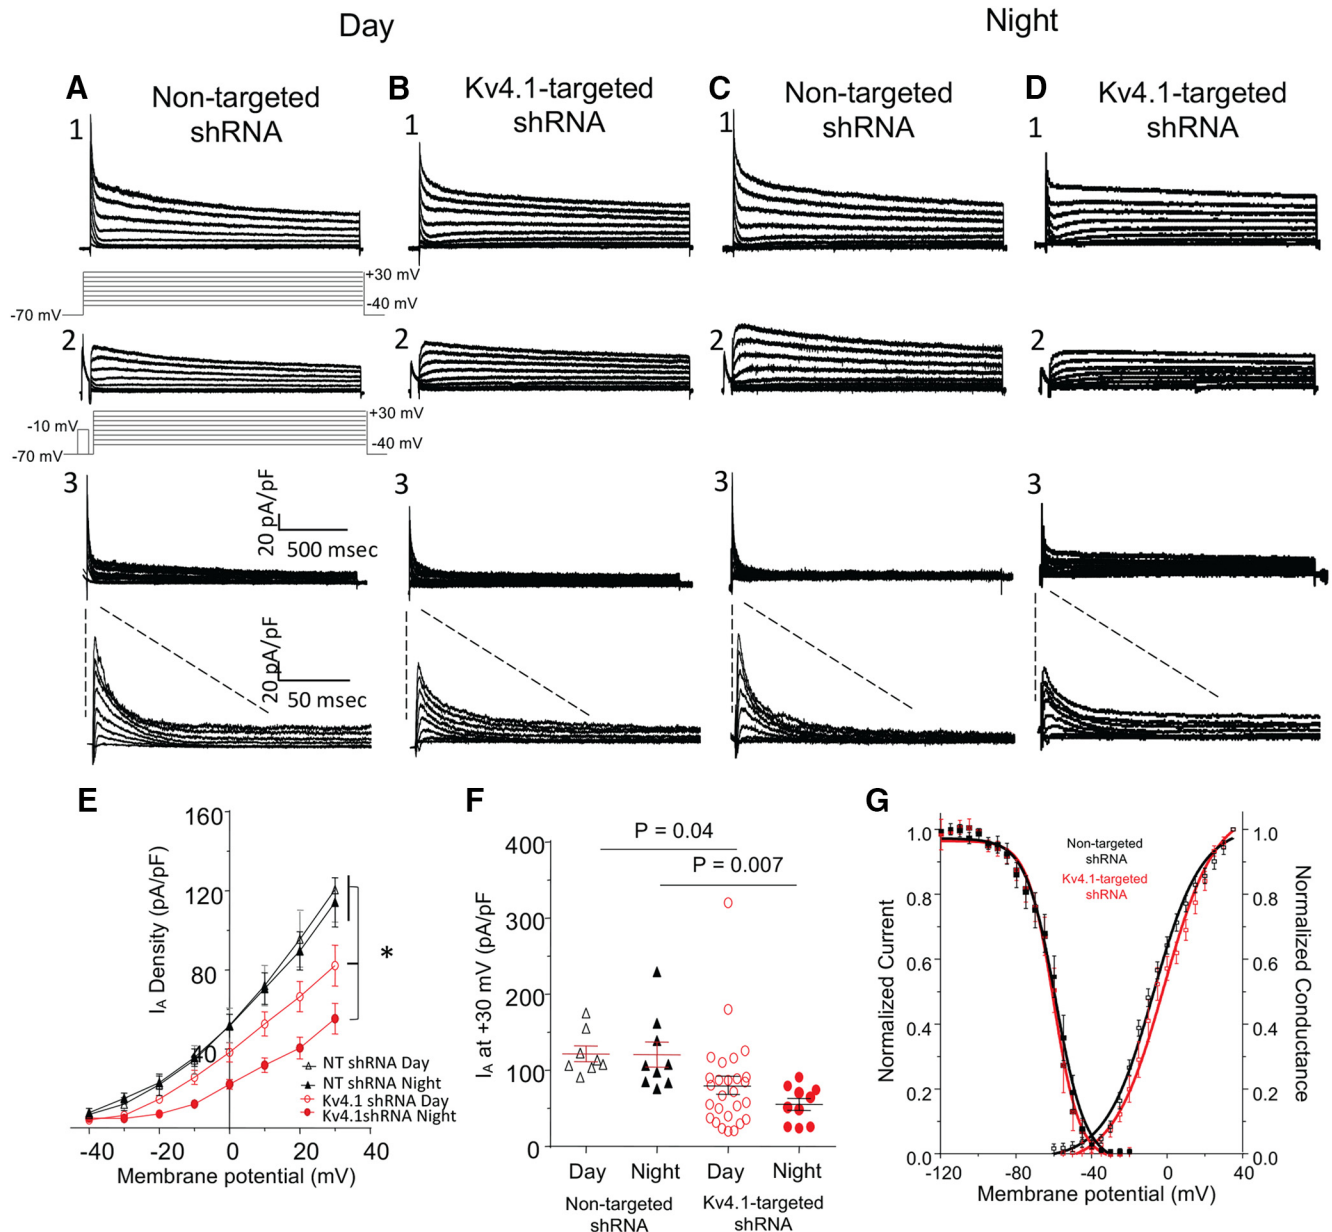 Day
Night
A
Non-targeted
shRNA
B
Kv4.1-targeted
shRNA
C
Non-targeted
shRNA
D
Kv4.1-targeted
shRNA
1
1
1
1
+30 mV
-40 mV
-70 mV
2
2
2
2
+30 mV
-10 mV
-40 mV
-70 mV
3
3
3
3
20 pA/pF
500 msec
20 pA/pF
50 msec
E
160
120
80
40
I_A Density (pA/pF)
*
NT shRNA Day
NT shRNA Night
Kv4.1 shRNA Day
Kv4.1shRNA Night
-40
-20
0
20
40
Membrane potential (mV)
F
P = 0.04
P = 0.007
400
300
200
100
0
I_A at +30 mV (pA/pF)
Day
Night
Day
Night
Non-targeted
shRNA
Kv4.1-targeted
shRNA
G
Non-targeted
shRNA
Kv4.1-targeted
shRNA
1.0
0.8
0.6
0.4
0.2
0.0
Normalized Current
1.0
0.8
0.6
0.4
0.2
0.0
Normalized Conductance
-120
-80
-40
0
40
Membrane potential (mV)